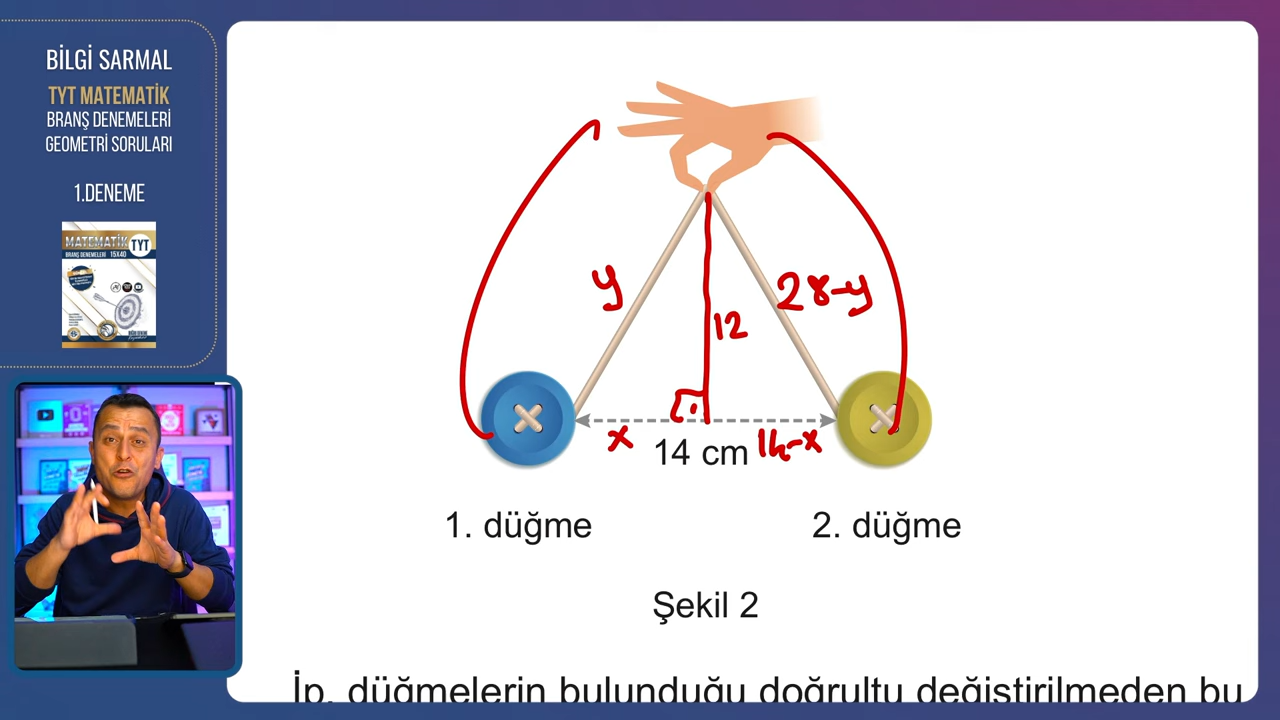 BİLGİ SARMAL
TYT MATEMATİK
BRANŞ DENEMELERİ
GEOMETRİ SORULARI
1.DENEME
MATEMATİK TYT
BRANŞ DENEMELERİ 15X40
y
28-y
12
x
14 cm
14-x
1. düğme
2. düğme
Şekil 2
İp, düğmelerin bulunduğu doğrultu değiştirilmeden bu